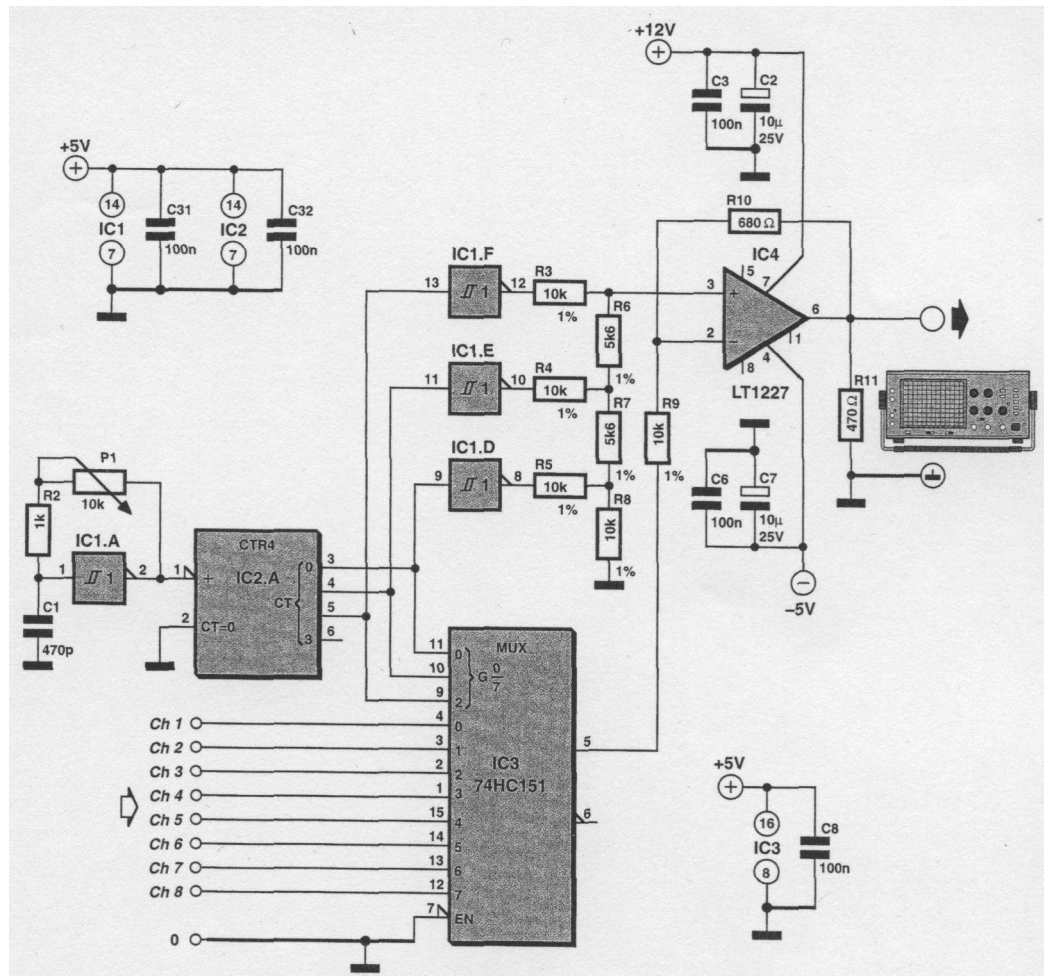 +12V
C3
100n
C2
10µ
25V
+5V
14
IC1
7
C31
100n
14
IC2
7
C32
100n
R10
680 Ω
IC4
IC1.F
13
1
12
R3
10k
1%
R6
5k6
1%
3
+
2
−
5
7
6
1
4
8
LT1227
IC1.E
11
1
10
R4
10k
1%
R7
5k6
1%
R9
10k
1%
R11
470Ω
IC1.D
9
1
8
R5
10k
1%
R8
10k
1%
C6
100n
C7
10µ
25V
−5V
P1
10k
R2
1k
IC1.A
1
1
2
C1
470p
CTR4
IC2.A
1
+
2
CT=0
CT
0
3
3
4
5
6
MUX
11
0
10
9
2
G 0/7
Ch 1
4
0
Ch 2
3
1
Ch 3
2
2
Ch 4
1
3
Ch 5
15
4
Ch 6
14
5
Ch 7
13
6
Ch 8
12
7
7
EN
0
IC3
74HC151
5
6
+5V
16
IC3
8
C8
100n